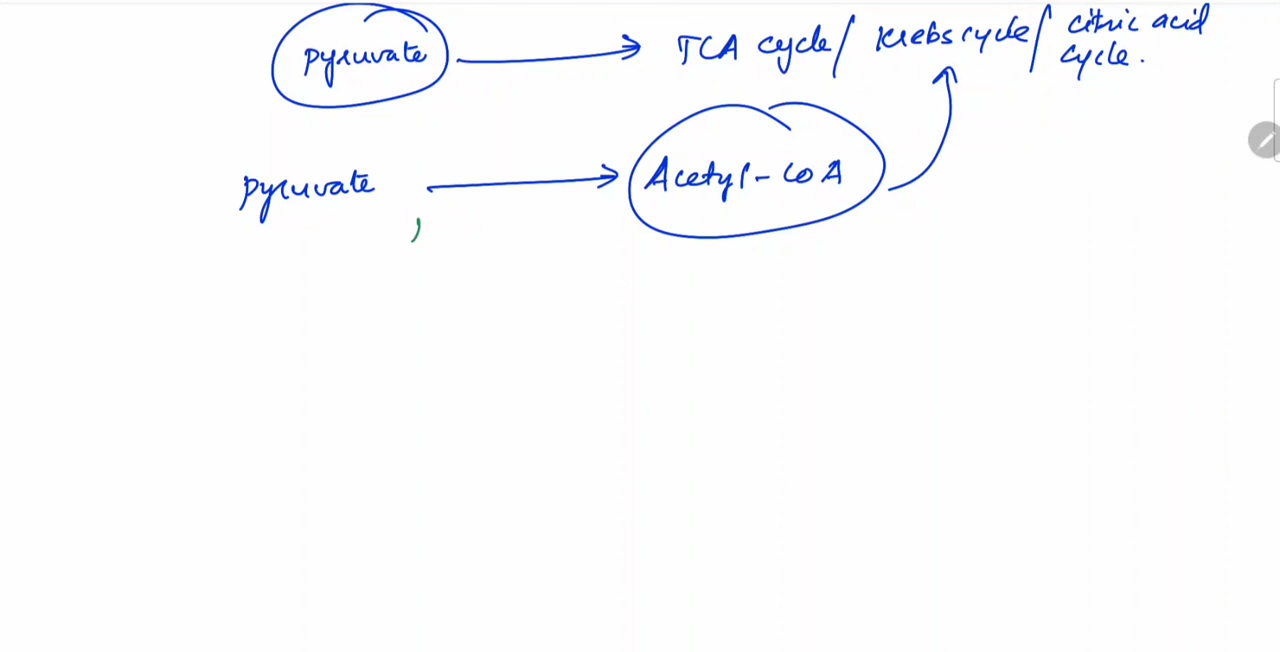 pyruvate → TCA cycle/ Krebs cycle/ citric acid cycle.
pyruvate → Acetyl-CoA